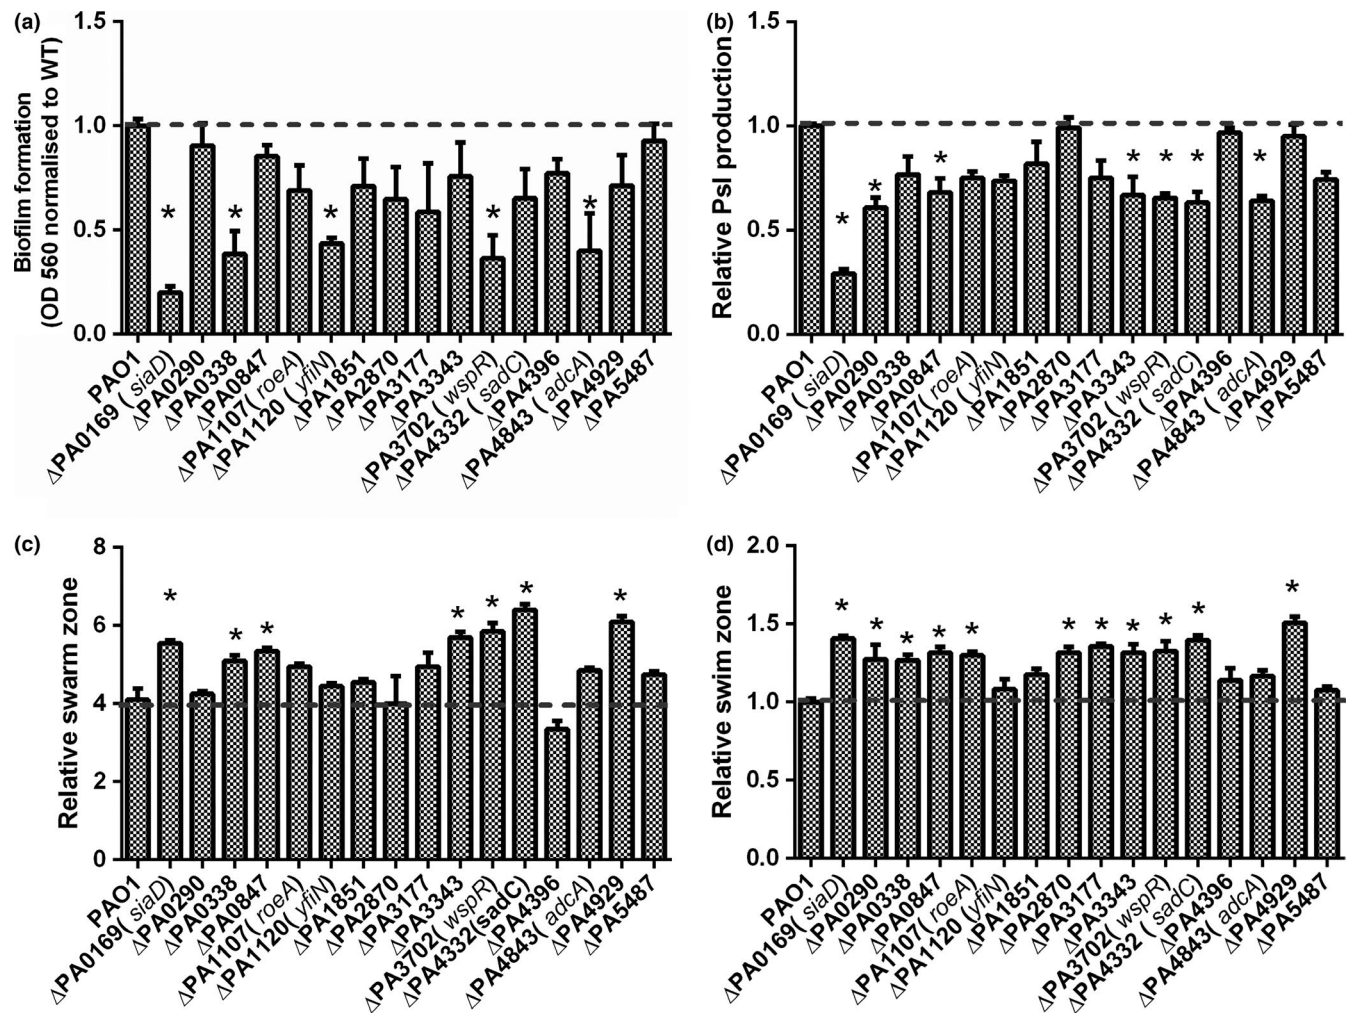 (a)
Biofilm formation
(OD 560 normalised to WT)
1.5
1.0
0.5
0.0
* * * * *
PAO1
ΔPA0169 ( siaD)
ΔPA0290
ΔPA0338
ΔPA0847
ΔPA1107( roeA)
ΔPA1120 ( yfiN)
ΔPA1851
ΔPA2870
ΔPA3177
ΔPA3343
ΔPA3702 ( wspR)
ΔPA4332 ( sadC)
ΔPA4396
ΔPA4843 ( adcA)
ΔPA4929
ΔPA5487
(b)
Relative Psl production
1.5
1.0
0.5
0.0
* * * * * * *
PAO1
ΔPA0169 ( siaD)
ΔPA0290
ΔPA0338
ΔPA0847
ΔPA1107( roeA)
ΔPA1120 ( yfiN)
ΔPA1851
ΔPA2870
ΔPA3177
ΔPA3343
ΔPA3702 ( wspR)
ΔPA4332 ( sadC)
ΔPA4396
ΔPA4843 ( adcA)
ΔPA4929
ΔPA5487
(c)
Relative swarm zone
8
6
4
2
0
* * * * * * *
PAO1
ΔPA0169( siaD)
ΔPA0290
ΔPA0338
ΔPA0847
ΔPA1107( roeA)
ΔPA1120( yfiN)
ΔPA1851
ΔPA2870
ΔPA3177
ΔPA3343
ΔPA3702( wspR)
ΔPA4332(sadC)
ΔPA4396
ΔPA4843( adcA)
ΔPA4929
ΔPA5487
(d)
Relative swim zone
2.0
1.5
1.0
0.5
0.0
* * * * * * * * * * *
PAO1
ΔPA0169( siaD)
ΔPA0290
ΔPA0338
ΔPA0847
ΔPA1107( roeA)
ΔPA1120 (yfiN)
ΔPA1851
ΔPA2870
ΔPA3177
ΔPA3343
ΔPA3702( wspR)
ΔPA4332 ( sadC)
ΔPA4396
ΔPA4843( adcA)
ΔPA4929
ΔPA5487